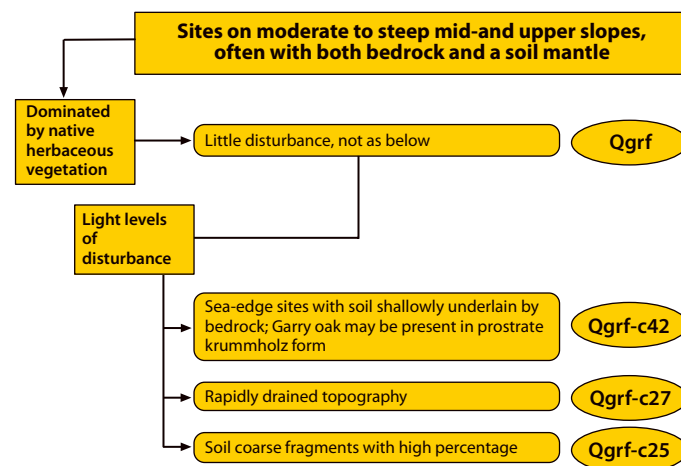 Sites on moderate to steep mid-and upper slopes,
often with both bedrock and a soil mantle
Dominated
by native
herbaceous
vegetation
Little disturbance, not as below
Qgrf
Light levels
of
disturbance
Sea-edge sites with soil shallowly underlain by
bedrock; Garry oak may be present in prostrate
krummholz form
Qgrf-c42
Rapidly drained topography
Qgrf-c27
Soil coarse fragments with high percentage
Qgrf-c25